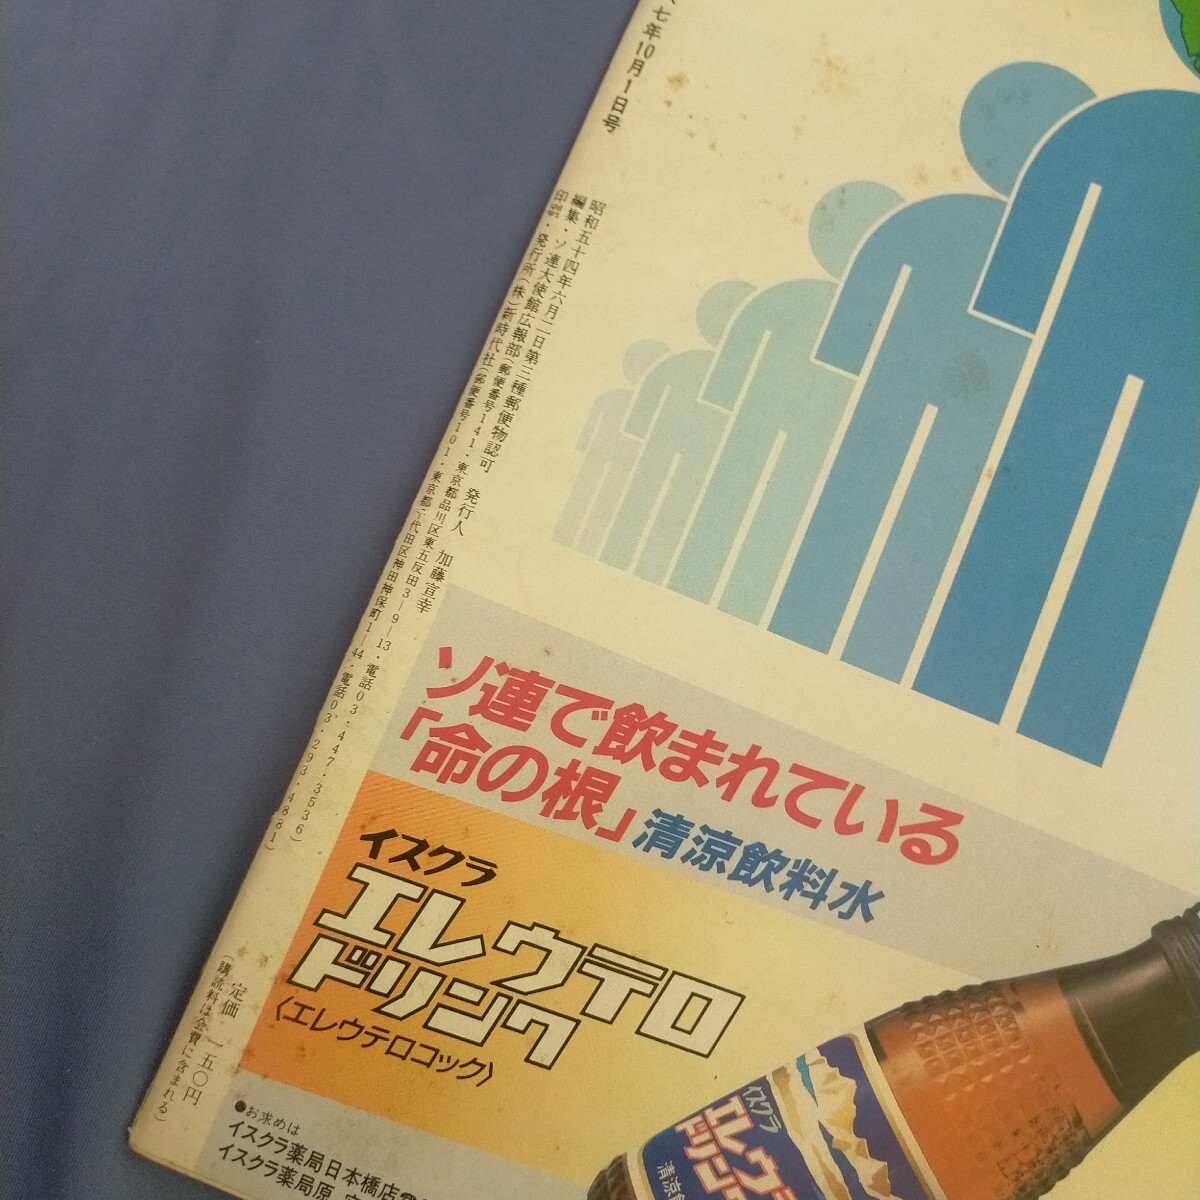 七年10月1日号
昭和五十四年六月二日第三種郵便物認可 発行人 加藤宣幸
編集・ソ連大使館広報部(郵便番号141・東京都品川区東五反田3—9—13・電話03・447・3536)
発行所(株)新時代社(郵便番号101・東京都千代田区神田神保町1—44・電話03・293・4881)
定価 一五〇円
(購読料は会費に含まれる)
ソ連で飲まれている
「命の根」清涼飲料水
イスクラ
エレウテロ
ドリンク
〈エレウテロコック〉
●お求めは
イスクラ薬局日本橋店☎
イスクラ薬局原
イスクラ
エレウテ
ドリン
清涼飲